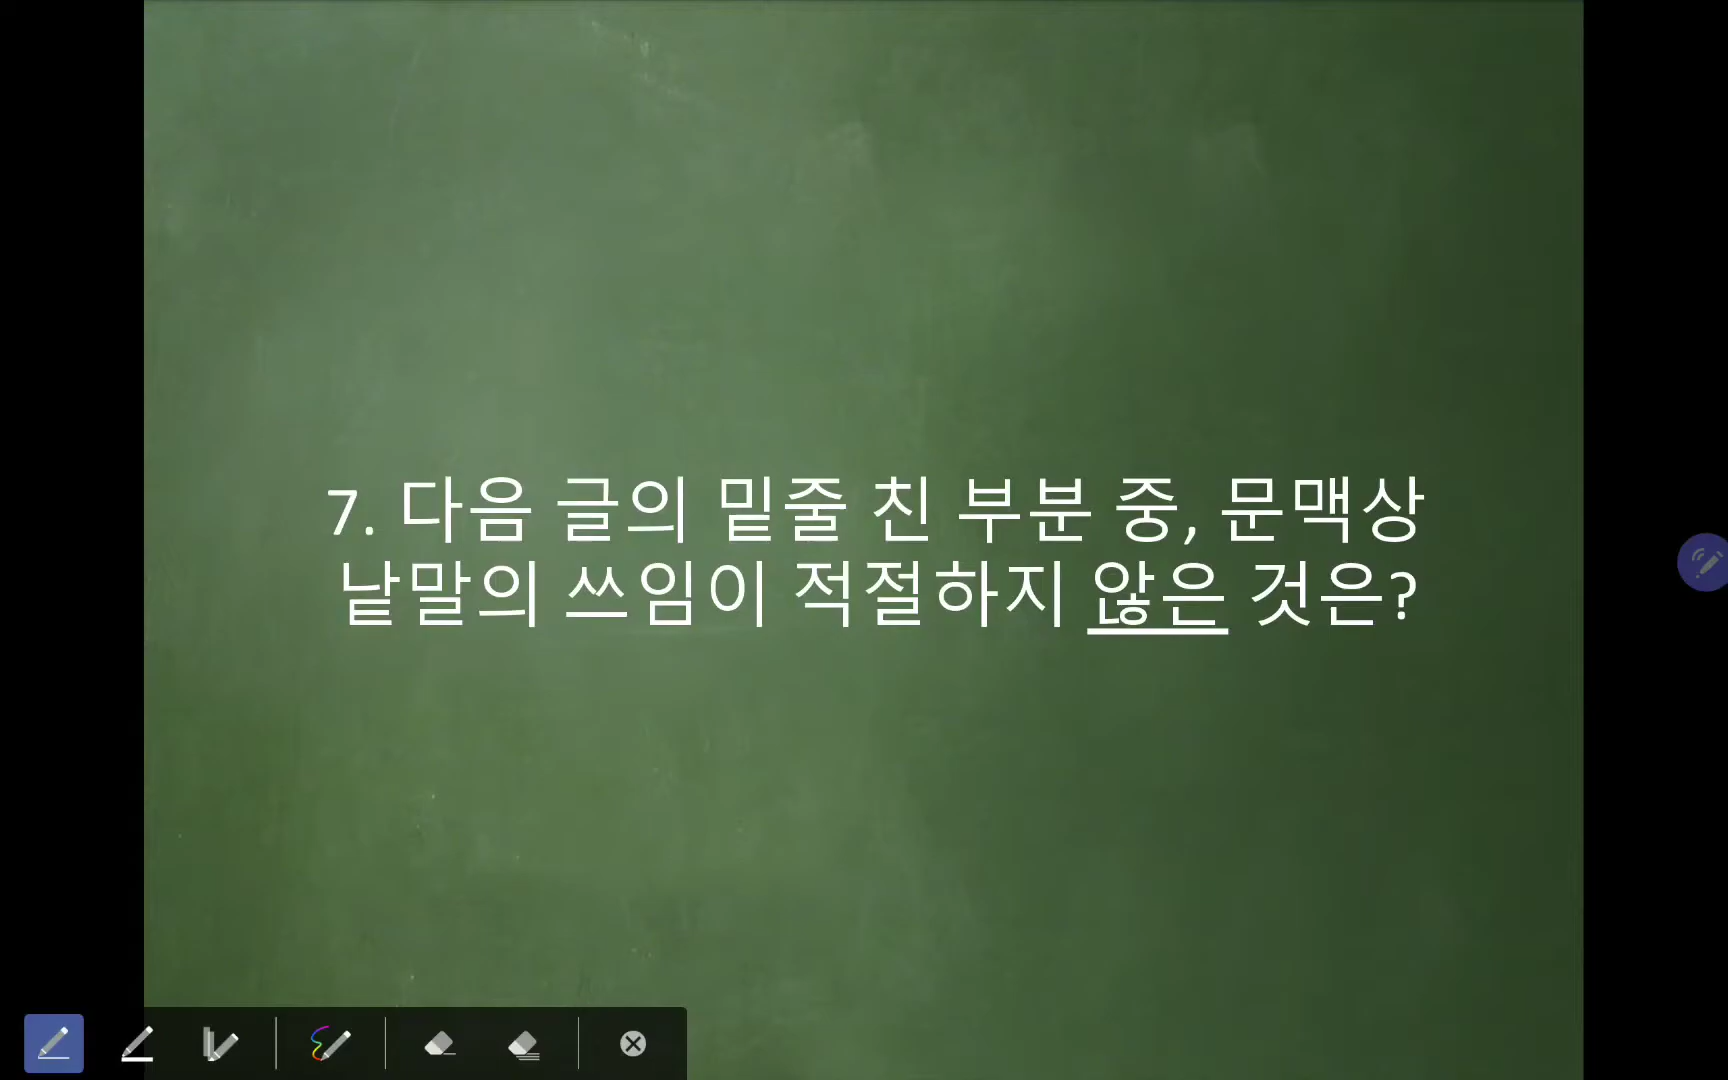 7. 다음 글의 밑줄 친 부분 중, 문맥상
낱말의 쓰임이 적절하지 않은 것은?